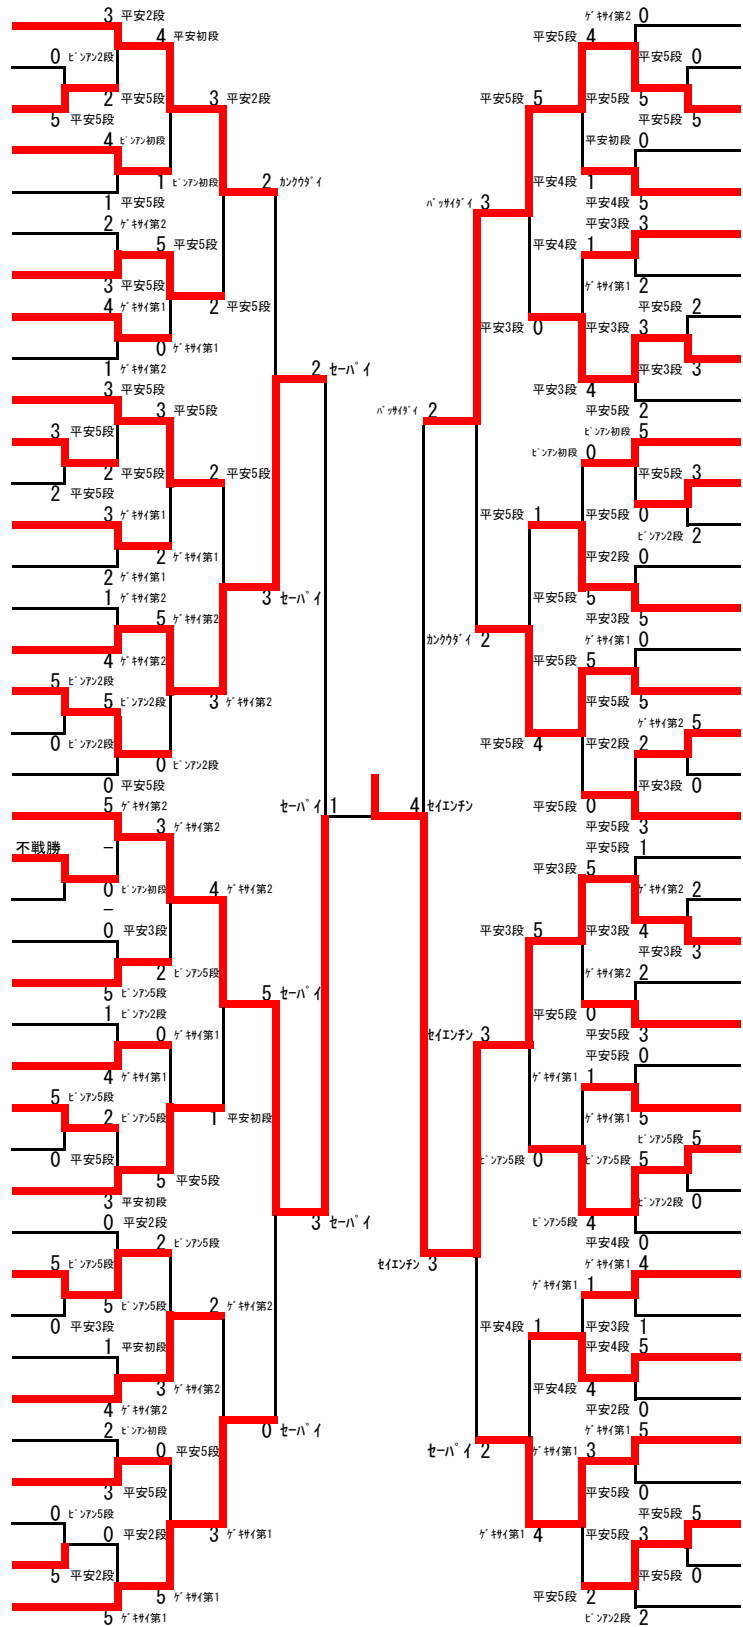 3 平安2段 ゲキサイ第2 0
4 平安初段 平安5段 4
0 ピンアン2段 平安5段 0
2 平安5段 3 平安2段 平安5段 5 平安5段 5
5 平安5段 平安5段 5
4 ピンアン初段 平安初段 0
1 ピンアン初段 2 カンクウダイ 平安4段 1
1 平安5段 バッサイダイ 3 平安4段 5
2 ゲキサイ第2 平安3段 3
5 平安5段 平安4段 1
3 平安5段 ゲキサイ第1 2
4 ゲキサイ第1 2 平安5段 平安5段 2
平安3段 0 平安3段 3
0 ゲキサイ第1
1 ゲキサイ第2 2 セーパイ 平安3段 3
3 平安5段 平安3段 4
3 平安5段 バッサイダイ 2 平安5段 2
3 平安5段 ピンアン初段 5
ピンアン初段 0
2 平安5段 2 平安5段 平安5段 3
2 平安5段
3 ゲキサイ第1 平安5段 1 平安5段 0
ピンアン2段 2
2 ゲキサイ第1 平安2段 0
2 ゲキサイ第1
1 ゲキサイ第2 3 セーパイ 平安5段 5
5 ゲキサイ第2 平安3段 5
カンクウダイ 2 ゲキサイ第1 0
4 ゲキサイ第2 平安5段 5
5 ピンアン2段
5 ピンアン2段 3 ゲキサイ第2 平安5段 5
ゲキサイ第2 5
0 ピンアン2段 平安5段 4 平安2段 2
0 ピンアン2段
0 平安5段 平安3段 0
5 ゲキサイ第2 セーパイ 1 4 セイエンチン 平安5段 0
3 ゲキサイ第2 平安5段 3
不戦勝 - 平安5段 1
平安3段 5
0 ピンアン初段 4 ゲキサイ第2 ゲキサイ第2 2
-
0 平安3段 平安3段 5 平安3段 4
平安3段 3
2 ピンアン5段 ゲキサイ第2 2
5 ピンアン5段 5 セーパイ
1 ピンアン2段 平安5段 0
0 ゲキサイ第1 セイエンチン 3 平安5段 3
平安5段 0
4 ゲキサイ第1 ゲキサイ第1 1
5 ピンアン5段
2 ピンアン5段 1 平安初段 ゲキサイ第1 5
ピンアン5段 5
0 平安5段 ピンアン5段 0 ピンアン5段 5
5 平安5段
3 平安初段 ピンアン2段 0
0 平安2段 3 セーパイ ピンアン5段 4
2 ピンアン5段 平安4段 0
5 ピンアン5段 セイエンチン 3 ゲキサイ第1 4
ゲキサイ第1 1
5 ピンアン5段 2 ゲキサイ第2
0 平安3段 平安4段 1 平安3段 1
1 平安初段 平安4段 5
3 ゲキサイ第2 平安4段 4
4 ゲキサイ第2 平安2段 0
2 ピンアン初段 0 セーパイ ゲキサイ第1 5
0 平安5段 セーパイ 2 ゲキサイ第1 3
3 平安5段 平安5段 0
0 ピンアン5段 平安5段 5
0 平安2段 3 ゲキサイ第1 ゲキサイ第1 4 平安5段 3
5 平安2段 平安5段 0
5 ゲキサイ第1 平安5段 2
5 ゲキサイ第1 ピンアン2段 2